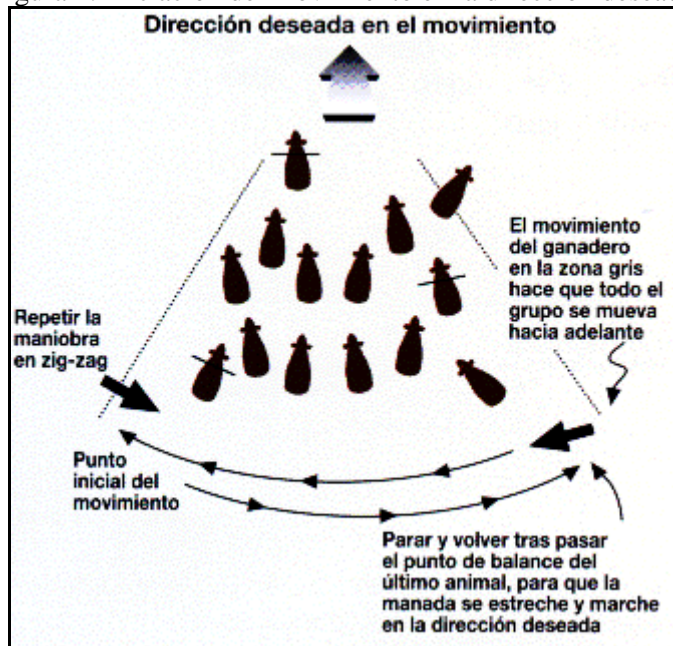 Dirección deseada en el movimiento
El movimiento
del ganadero
en la zona gris
hace que todo el
grupo se mueva
hacia adelante
Repetir la
maniobra
en zig-zag
Punto
inicial del
movimiento
Parar y volver tras pasar
el punto de balance del
último animal, para que la
manada se estreche y marche
en la dirección deseada